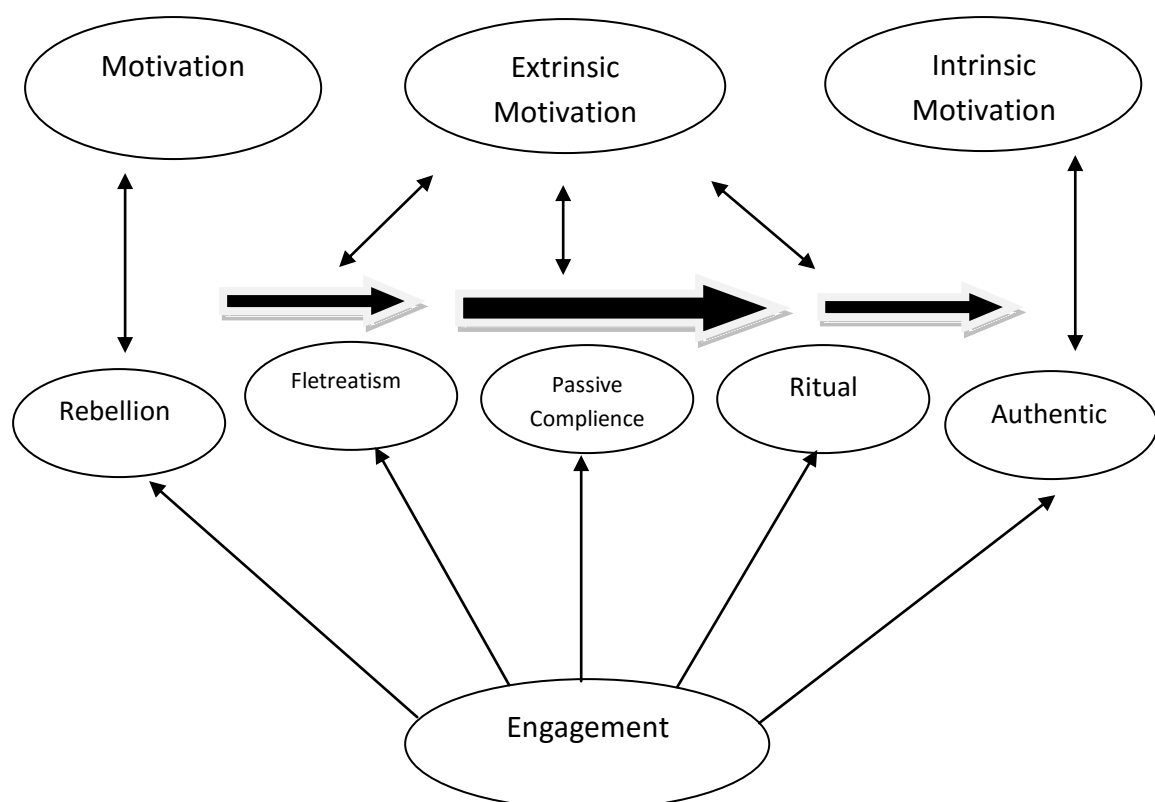 Motivation
Extrinsic
Motivation
Intrinsic
Motivation
Rebellion
Fletreatism
Passive
Complience
Ritual
Authentic
Engagement